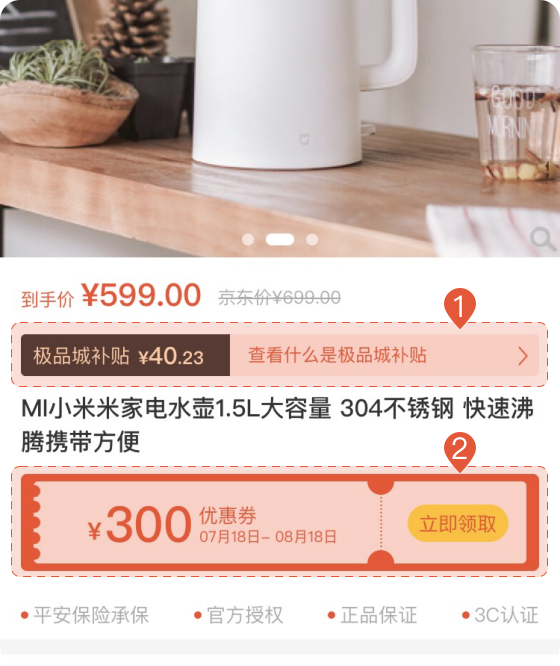 GOOD
MORNIN
到手价 ¥599.00 京东价¥699.00
1
极品城补贴 ¥40.23 查看什么是极品城补贴
MI小米米家电水壶1.5L大容量 304不锈钢 快速沸
腾携带方便
2
¥300 优惠券
07月18日- 08月18日
立即领取
平安保险承保 官方授权 正品保证 3C认证